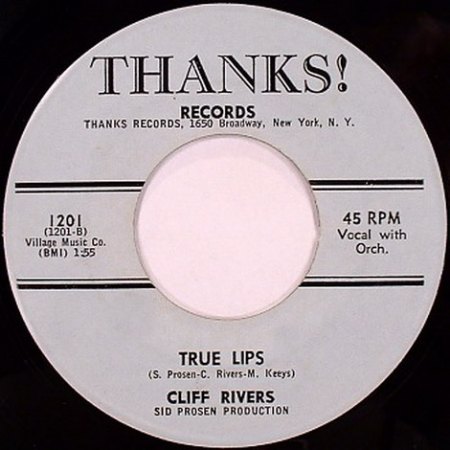 THANKS!
RECORDS
THANKS RECORDS, 1650 Broadway, New York, N. Y.
1201
(1201-B)
Village Music Co.
(BMI) 1:55
45 RPM
Vocal with
Orch.
TRUE LIPS
(S. Prosen-C. Rivers-M. Keeys)
CLIFF RIVERS
SID PROSEN PRODUCTION